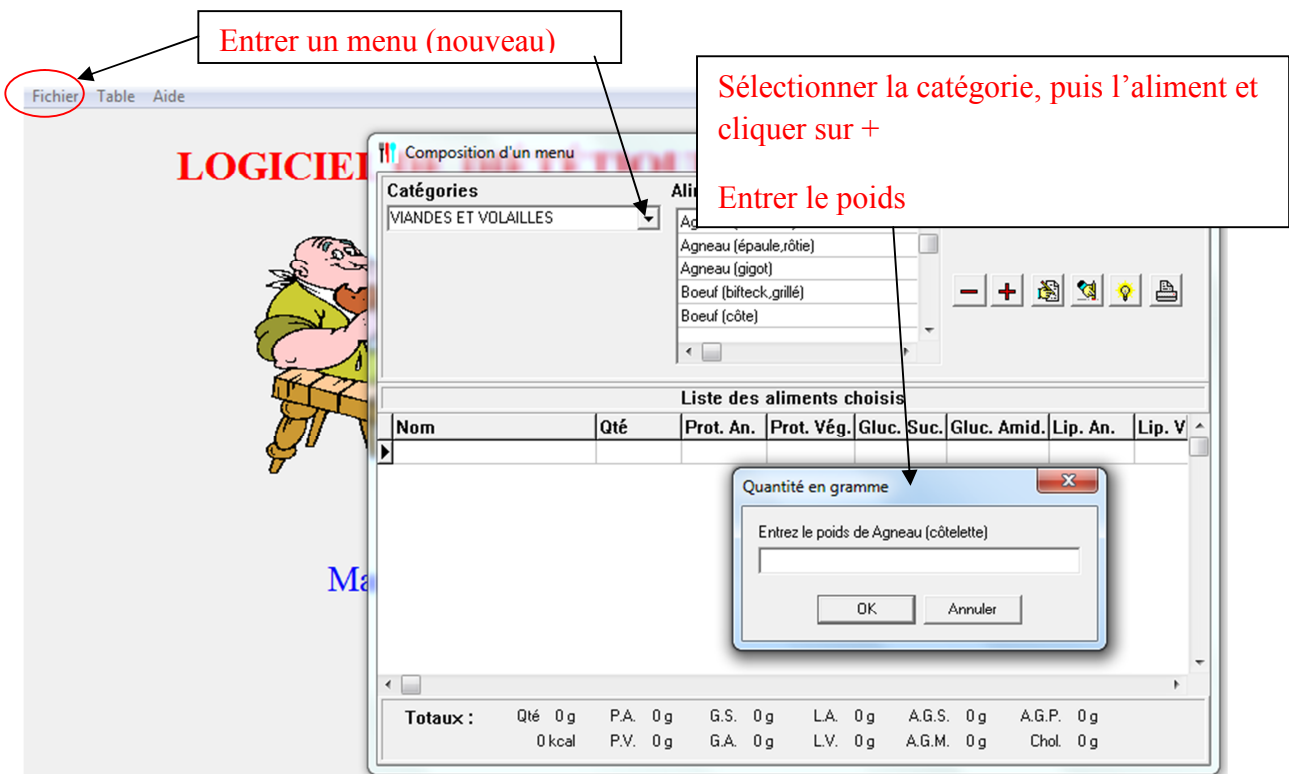 Entrer un menu (nouveau)
Sélectionner la catégorie, puis l’aliment et
cliquer sur +
Entrer le poids
Fichier Table Aide
Composition d'un menu
Catégories
VIANDES ET VOLAILLES
Agneau (épaule,rôtie)
Agneau (gigot)
Boeuf (bifteck,grillé)
Boeuf (côte)
Liste des aliments choisis
Nom Qté Prot. An. Prot. Vég. Gluc. Suc. Gluc. Amid. Lip. An. Lip. V
Quantité en gramme
Entrez le poids de Agneau (côtelette)
OK Annuler
Totaux : Qté 0 g P.A. 0 g G.S. 0 g L.A. 0 g A.G.S. 0 g A.G.P. 0 g
0 kcal P.V. 0 g G.A. 0 g L.V. 0 g A.G.M. 0 g Chol. 0 g